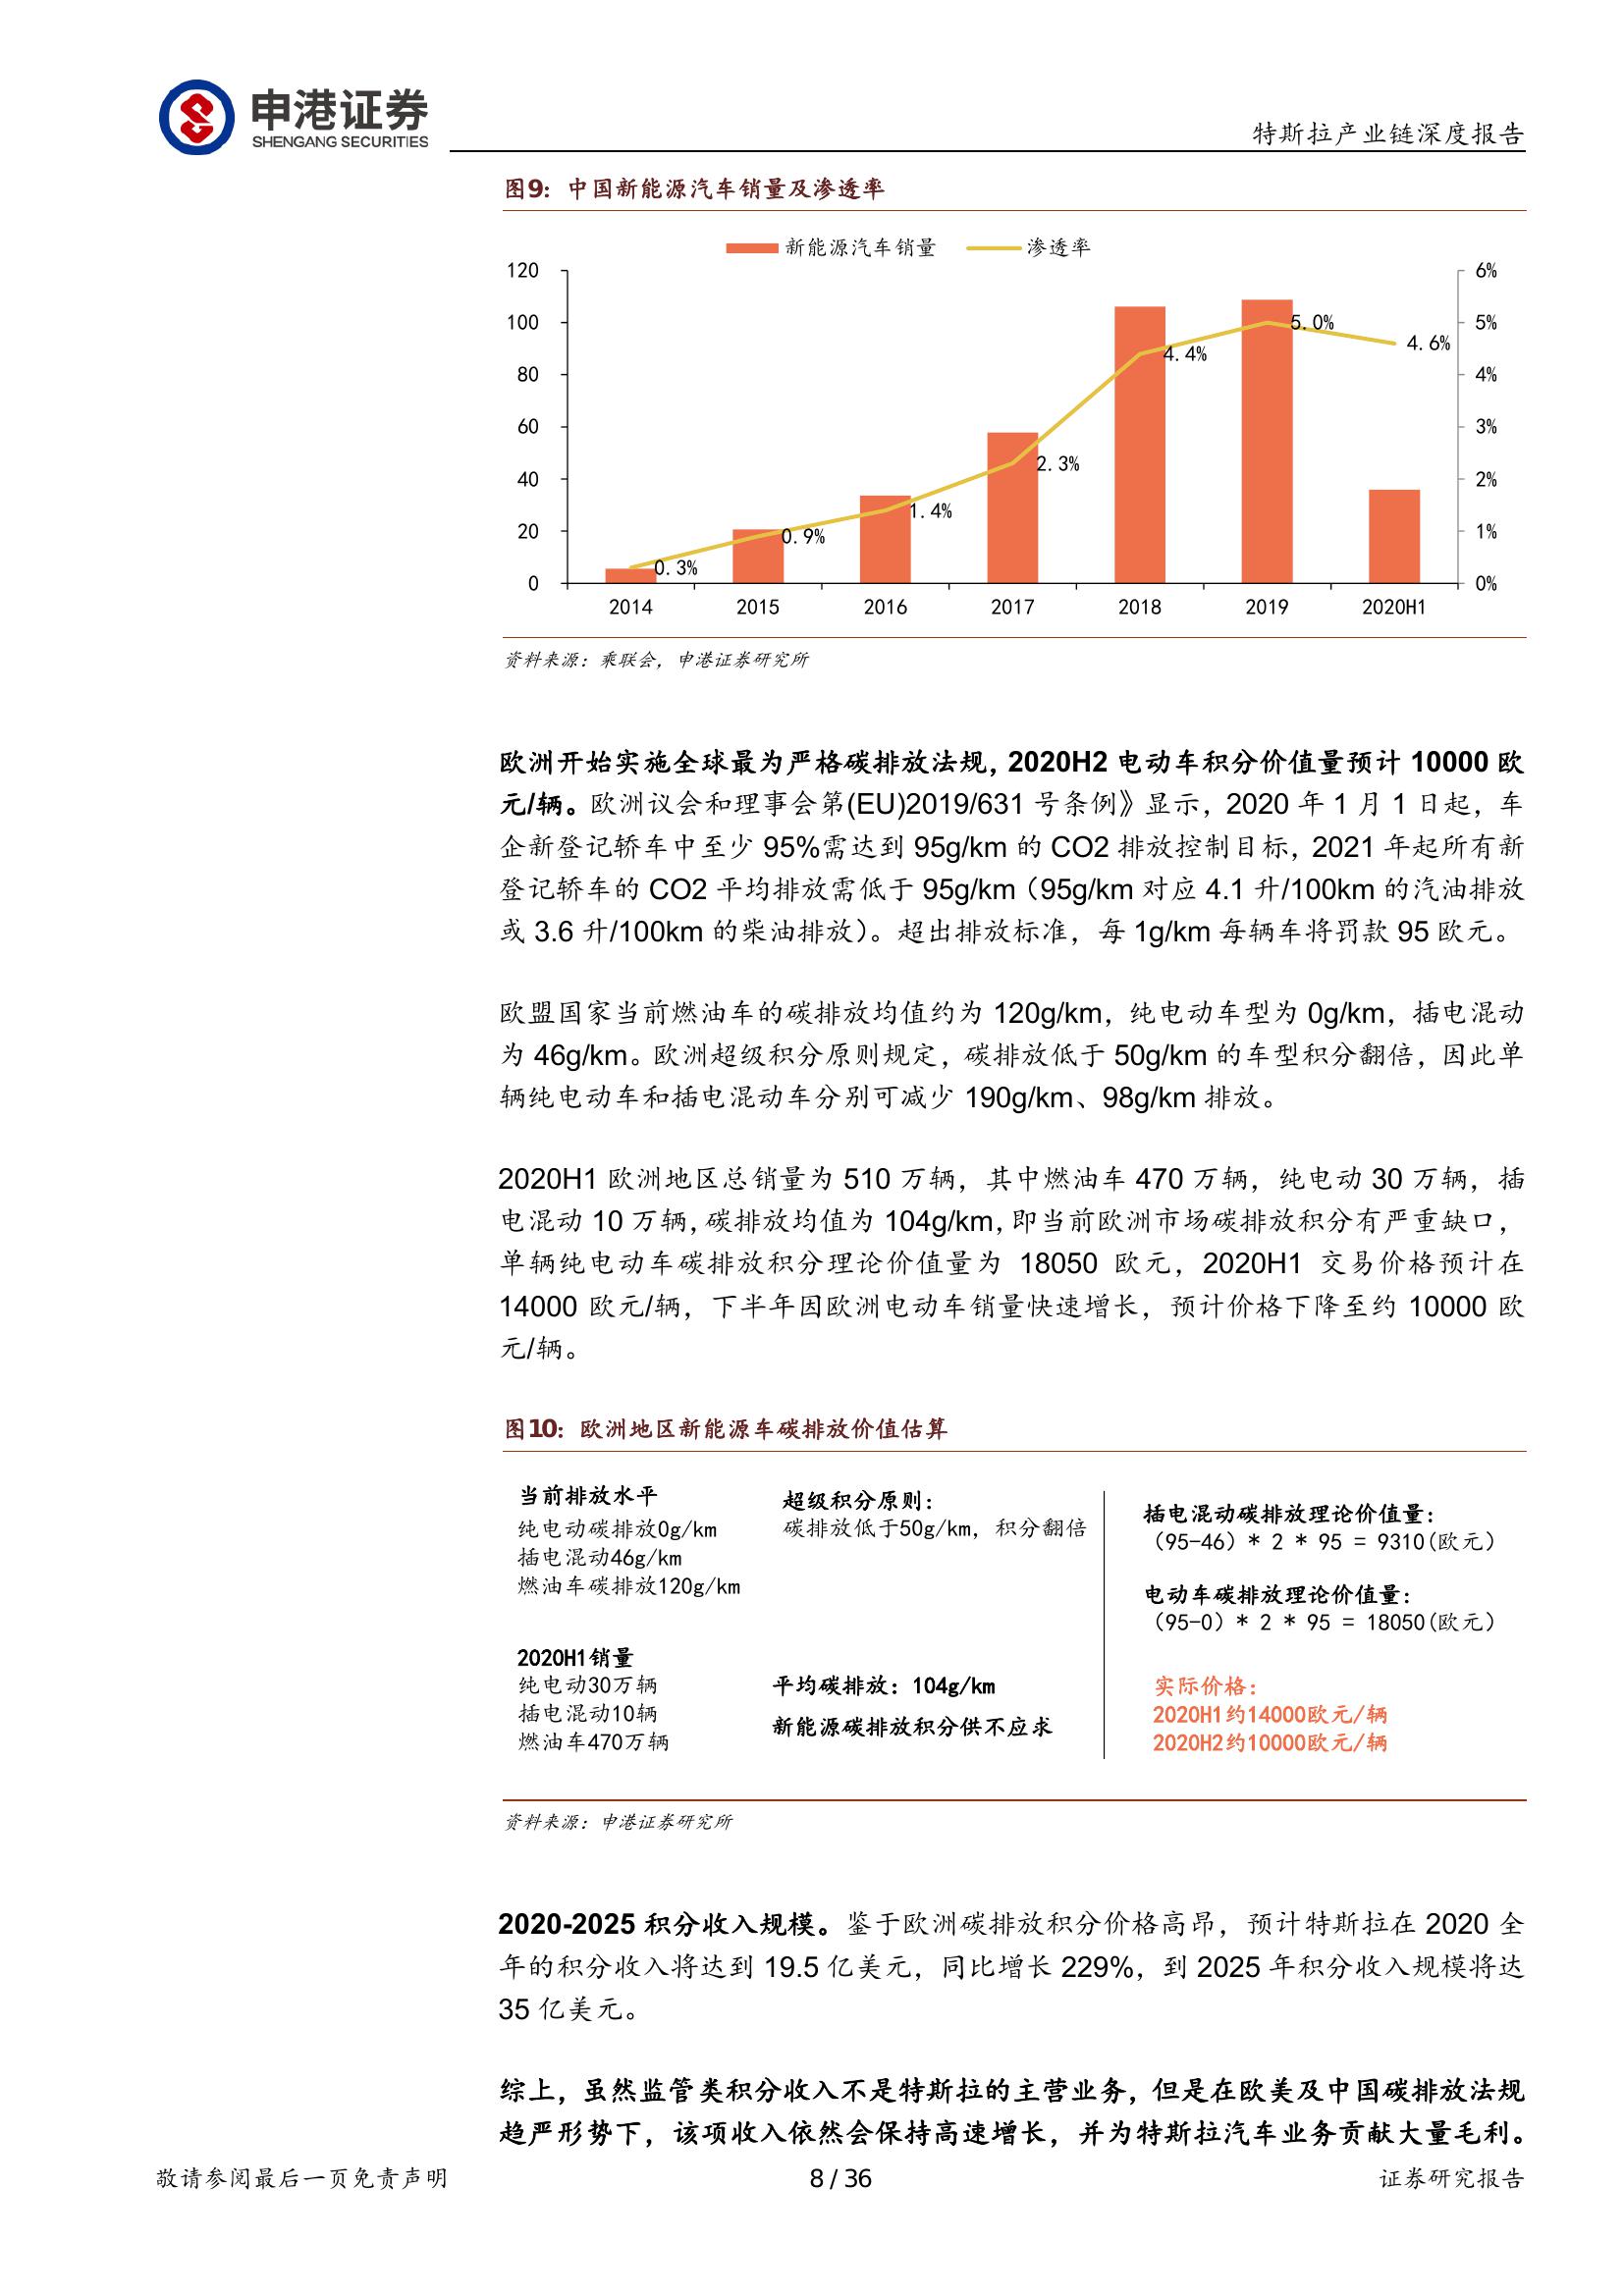 申港证券
SHENGANG SECURITIES
特斯拉产业链深度报告
图9：中国新能源汽车销量及渗透率
新能源汽车销量 渗透率
120 6%
100 5.0% 5%
4.6%
4.4%
80 4%
60 3%
2.3%
40 2%
1.4%
20 0.9% 1%
0.3%
0 0%
2014 2015 2016 2017 2018 2019 2020H1
资料来源：乘联会，申港证券研究所
欧洲开始实施全球最为严格碳排放法规，2020H2 电动车积分价值量预计 10000 欧
元/辆。欧洲议会和理事会第(EU)2019/631 号条例》显示，2020 年 1 月 1 日起，车
企新登记轿车中至少 95%需达到 95g/km 的 CO2 排放控制目标，2021 年起所有新
登记轿车的 CO2 平均排放需低于 95g/km（95g/km 对应 4.1 升/100km 的汽油排放
或 3.6 升/100km 的柴油排放）。超出排放标准，每 1g/km 每辆车将罚款 95 欧元。
欧盟国家当前燃油车的碳排放均值约为 120g/km，纯电动车型为 0g/km，插电混动
为 46g/km。欧洲超级积分原则规定，碳排放低于 50g/km 的车型积分翻倍，因此单
辆纯电动车和插电混动车分别可减少 190g/km、98g/km 排放。
2020H1 欧洲地区总销量为 510 万辆，其中燃油车 470 万辆，纯电动 30 万辆，插
电混动 10 万辆，碳排放均值为 104g/km，即当前欧洲市场碳排放积分有严重缺口，
单辆纯电动车碳排放积分理论价值量为 18050 欧元，2020H1 交易价格预计在
14000 欧元/辆，下半年因欧洲电动车销量快速增长，预计价格下降至约 10000 欧
元/辆。
图10：欧洲地区新能源车碳排放价值估算
当前排放水平
纯电动碳排放0g/km
插电混动46g/km
燃油车碳排放120g/km
超级积分原则：
碳排放低于50g/km，积分翻倍
2020H1销量
纯电动30万辆
插电混动10辆
燃油车470万辆
平均碳排放：104g/km
新能源碳排放积分供不应求
插电混动碳排放理论价值量：
（95-46）* 2 * 95 = 9310(欧元）
电动车碳排放理论价值量：
（95-0）* 2 * 95 = 18050(欧元）
实际价格：
2020H1约14000欧元/辆
2020H2约10000欧元/辆
资料来源：申港证券研究所
2020-2025 积分收入规模。鉴于欧洲碳排放积分价格高昂，预计特斯拉在 2020 全
年的积分收入将达到 19.5 亿美元，同比增长 229%，到 2025 年积分收入规模将达
35 亿美元。
综上，虽然监管类积分收入不是特斯拉的主营业务，但是在欧美及中国碳排放法规
趋严形势下，该项收入依然会保持高速增长，并为特斯拉汽车业务贡献大量毛利。
敬请参阅最后一页免责声明 8 / 36 证券研究报告